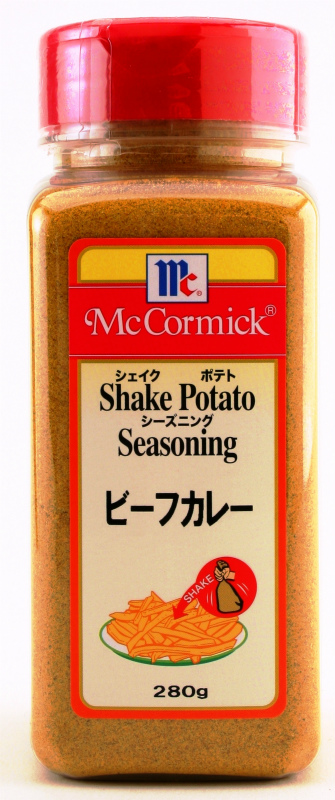 Mc®
McCormick®
シェイク ポテト
Shake Potato
シーズニング
Seasoning
ビーフカレー
SHAKE
280g